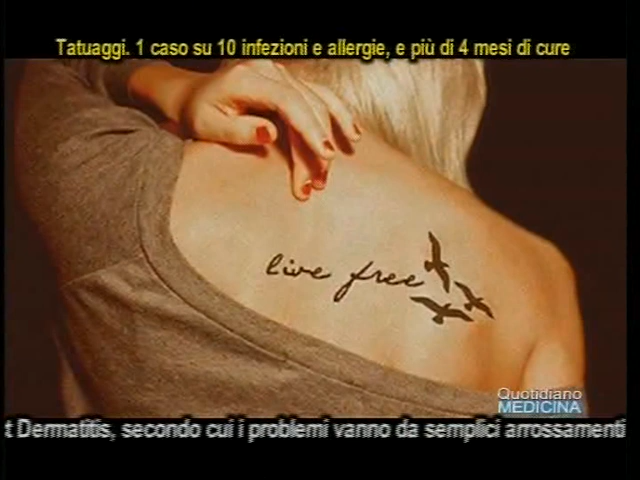 Tatuaggi. 1 caso su 10 infezioni e allergie, e più di 4 mesi di cure
live free
Quotidiano
MEDICINA
t Dermatitis, secondo cui i problemi vanno da semplici arrossamenti